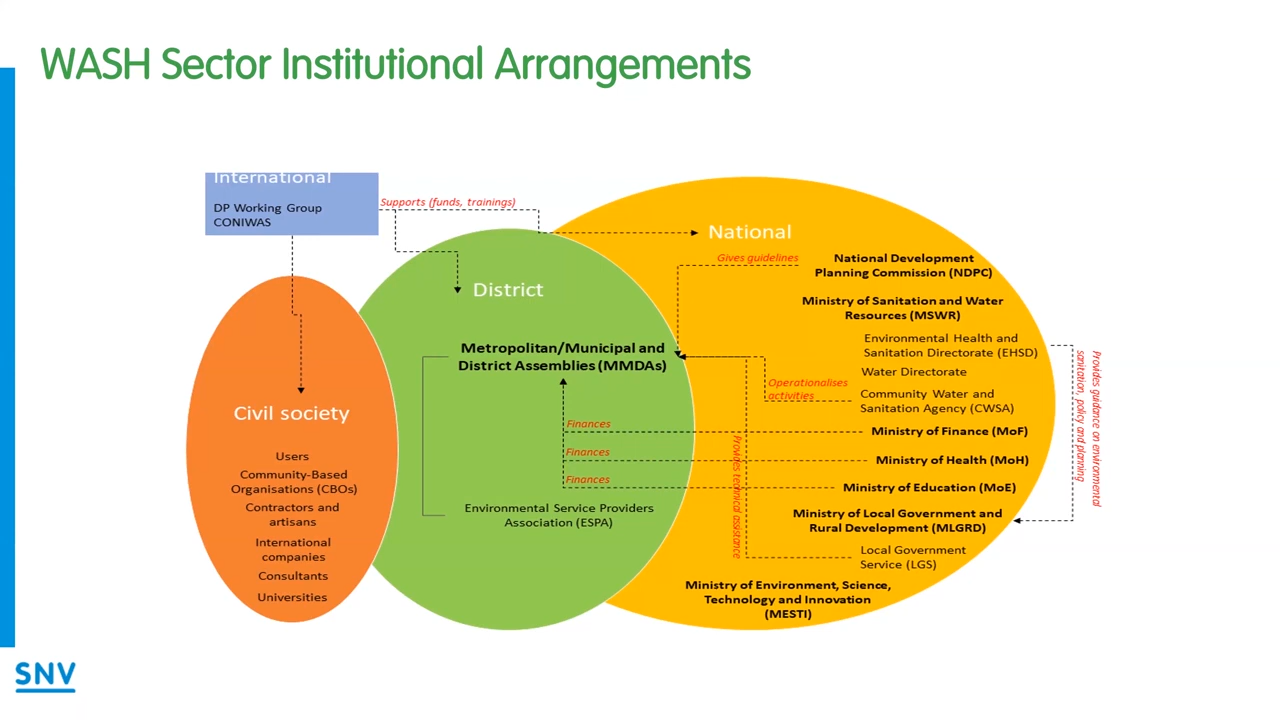 WASH Sector Institutional Arrangements
International
DP Working Group
CONIWAS
Supports (funds, trainings)
National
Gives guidelines
National Development
Planning Commission (NDPC)
Ministry of Sanitation and Water
Resources (MSWR)
Environmental Health and
Sanitation Directorate (EHSD)
Water Directorate
Community Water and
Sanitation Agency (CWSA)
Operationalises
activities
Ministry of Finance (MoF)
Ministry of Health (MoH)
Ministry of Education (MoE)
Ministry of Local Government and
Rural Development (MLGRD)
Local Government
Service (LGS)
Ministry of Environment, Science,
Technology and Innovation
(MESTI)
Provides guidance on environmental
sanitation, policy and planning
Provides technical assistance
District
Metropolitan/Municipal and
District Assemblies (MMDAs)
Finances
Finances
Finances
Environmental Service Providers
Association (ESPA)
Civil society
Users
Community-Based
Organisations (CBOs)
Contractors and
artisans
International
companies
Consultants
Universities
SNV